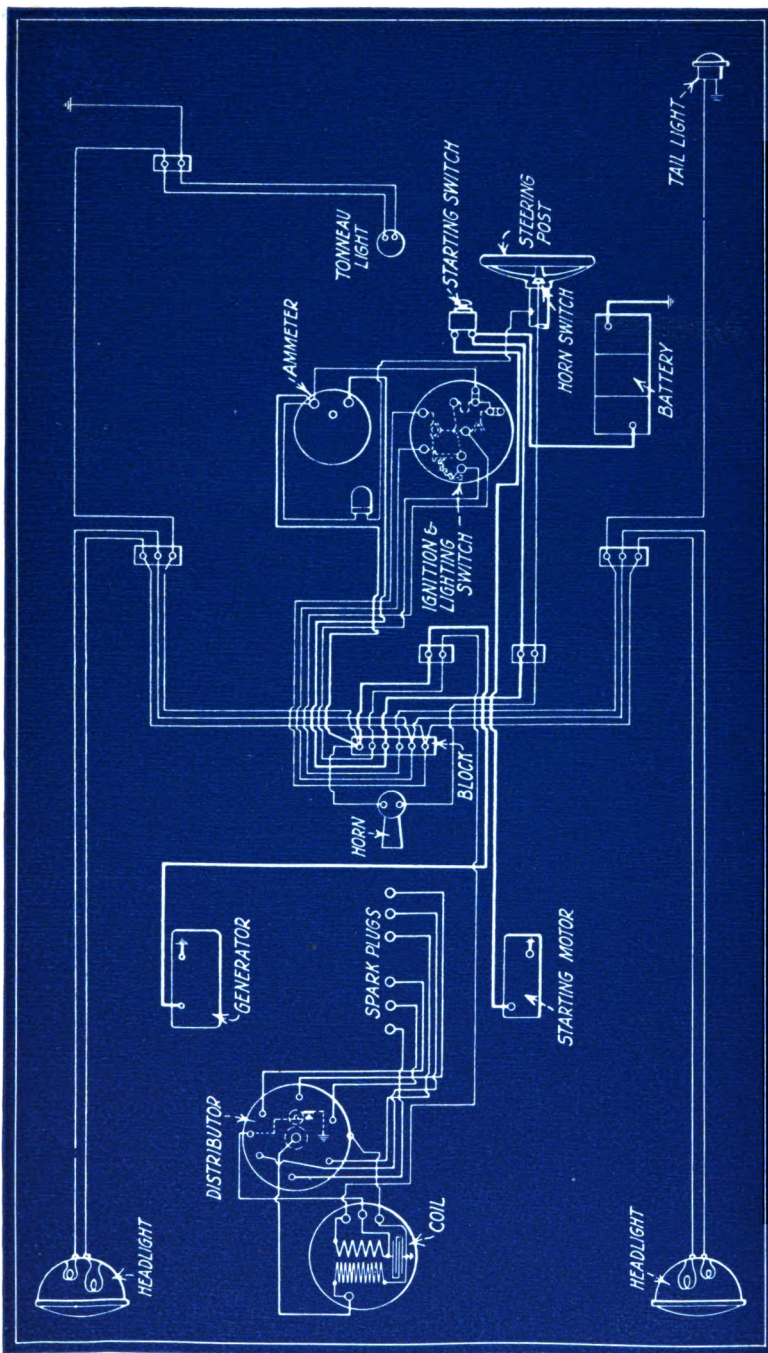 HEADLIGHT
COIL
DISTRIBUTOR
GENERATOR
SPARK PLUGS
STARTING MOTOR
HORN
BLOCK
IGNITION &
LIGHTING
SWITCH
AMMETER
TONNEAU
LIGHT
STARTING SWITCH
STEERING
POST
HORN SWITCH
BATTERY
TAIL LIGHT
HEADLIGHT